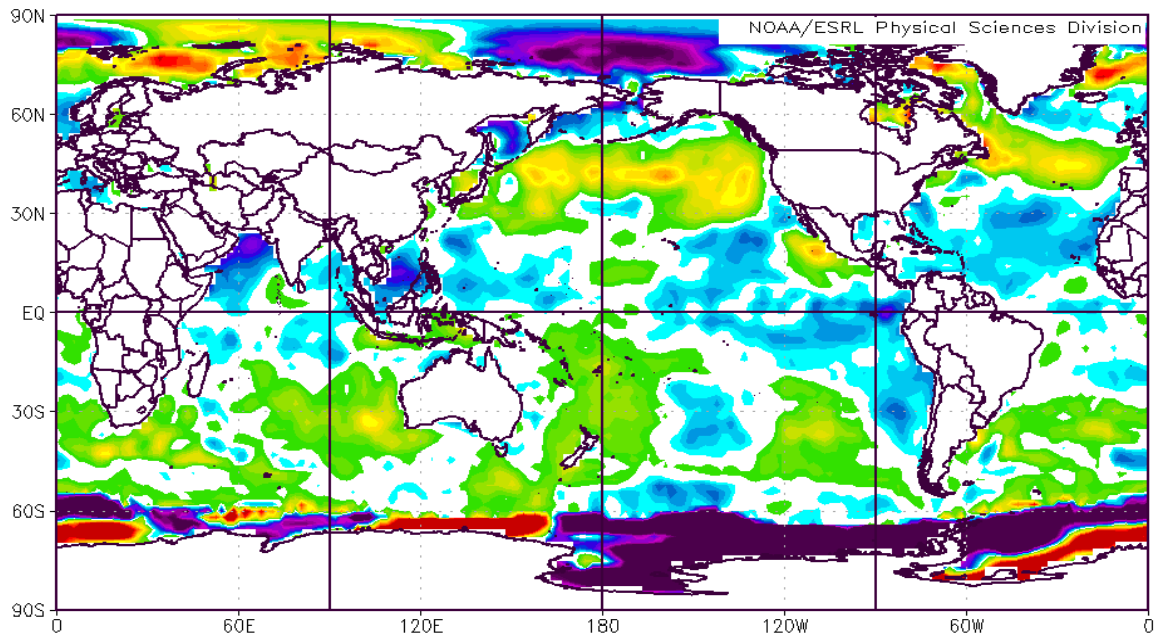 90N
NOAA/ESRL Physical Sciences Division
60N
30N
EQ
30S
60S
90S
0
60E
120E
180
120W
60W
0